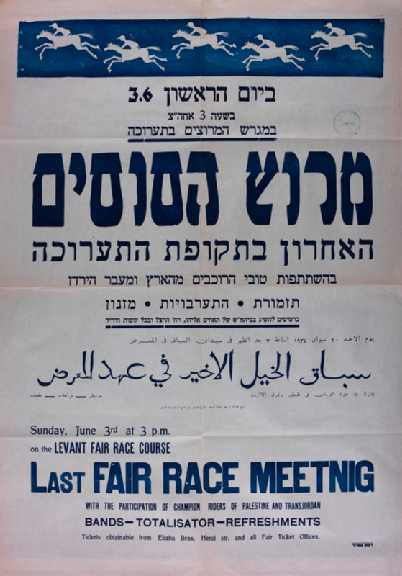 ביום הראשון 3.6
בשעה 3 אחה״צ
במגרש המרוצים בתערוכה
מרוץ הסוסים
האחרון בתקופת התערוכה
בהשתתפות טובי הרוכבים מהארץ ומעבר הירדן
תזמורת • התערבויות • מזנון
سباق الخيل الاخير في عهد المعرض
Sunday, June 3rd at 3 p.m.
on the LEVANT FAIR RACE COURSE
LAST FAIR RACE MEETNIG
WITH THE PARTICIPATION OF CHAMPION RIDERS OF PALESTINE AND TRANSJORDAN
BANDS—TOTALISATOR—REFRESHMENTS
Tickets obtainable from Eliahu Bros. Herzl str. and all Fair Ticket Offices.